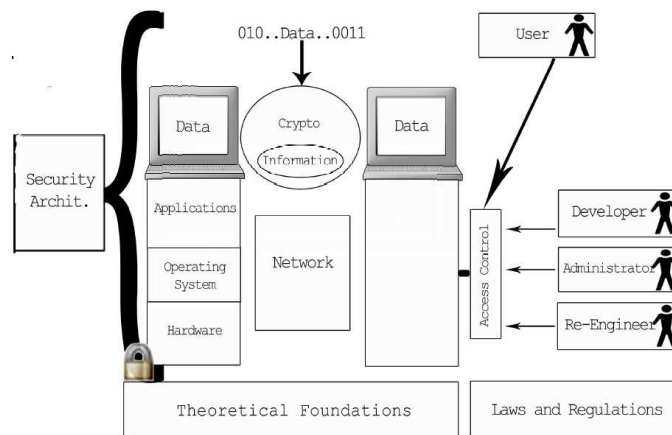 010..Data..0011
User
Data
Crypto
Data
Information
Security
Archit.
Applications
Developer
Operating
System
Network
Access Control
Administrator
Hardware
Re-Engineer
Theoretical Foundations
Laws and Regulations